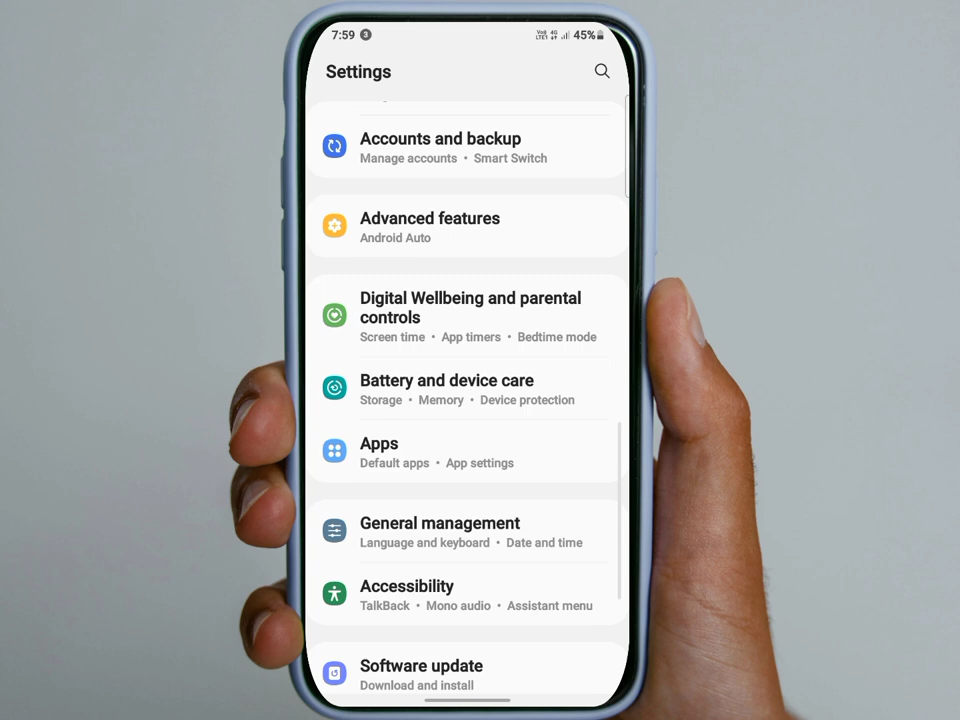 7:59 3 VoB LTE1 4G 45%
Settings
Accounts and backup
Manage accounts • Smart Switch
Advanced features
Android Auto
Digital Wellbeing and parental
controls
Screen time • App timers • Bedtime mode
Battery and device care
Storage • Memory • Device protection
Apps
Default apps • App settings
General management
Language and keyboard • Date and time
Accessibility
TalkBack • Mono audio • Assistant menu
Software update
Download and install